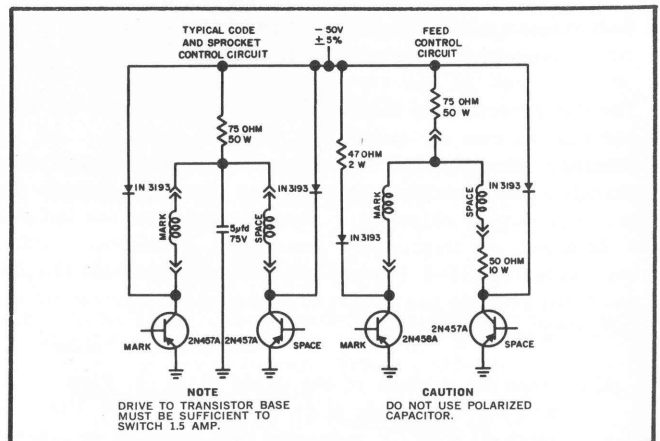 TYPICAL CODE
AND SPROCKET
CONTROL CIRCUIT
– 50V
± 5%
FEED
CONTROL
CIRCUIT
75 OHM
50 W
75 OHM
50 W
47 OHM
2 W
IN 3193
IN 3193
IN 3193
IN 3193
MARK
5µfd
75V
SPACE
MARK
SPACE
50 OHM
10 W
MARK
2N457A
2N457A
SPACE
MARK
2N458A
2N457A
SPACE
NOTE
DRIVE TO TRANSISTOR BASE
MUST BE SUFFICIENT TO
SWITCH 1.5 AMP.
CAUTION
DO NOT USE POLARIZED
CAPACITOR.